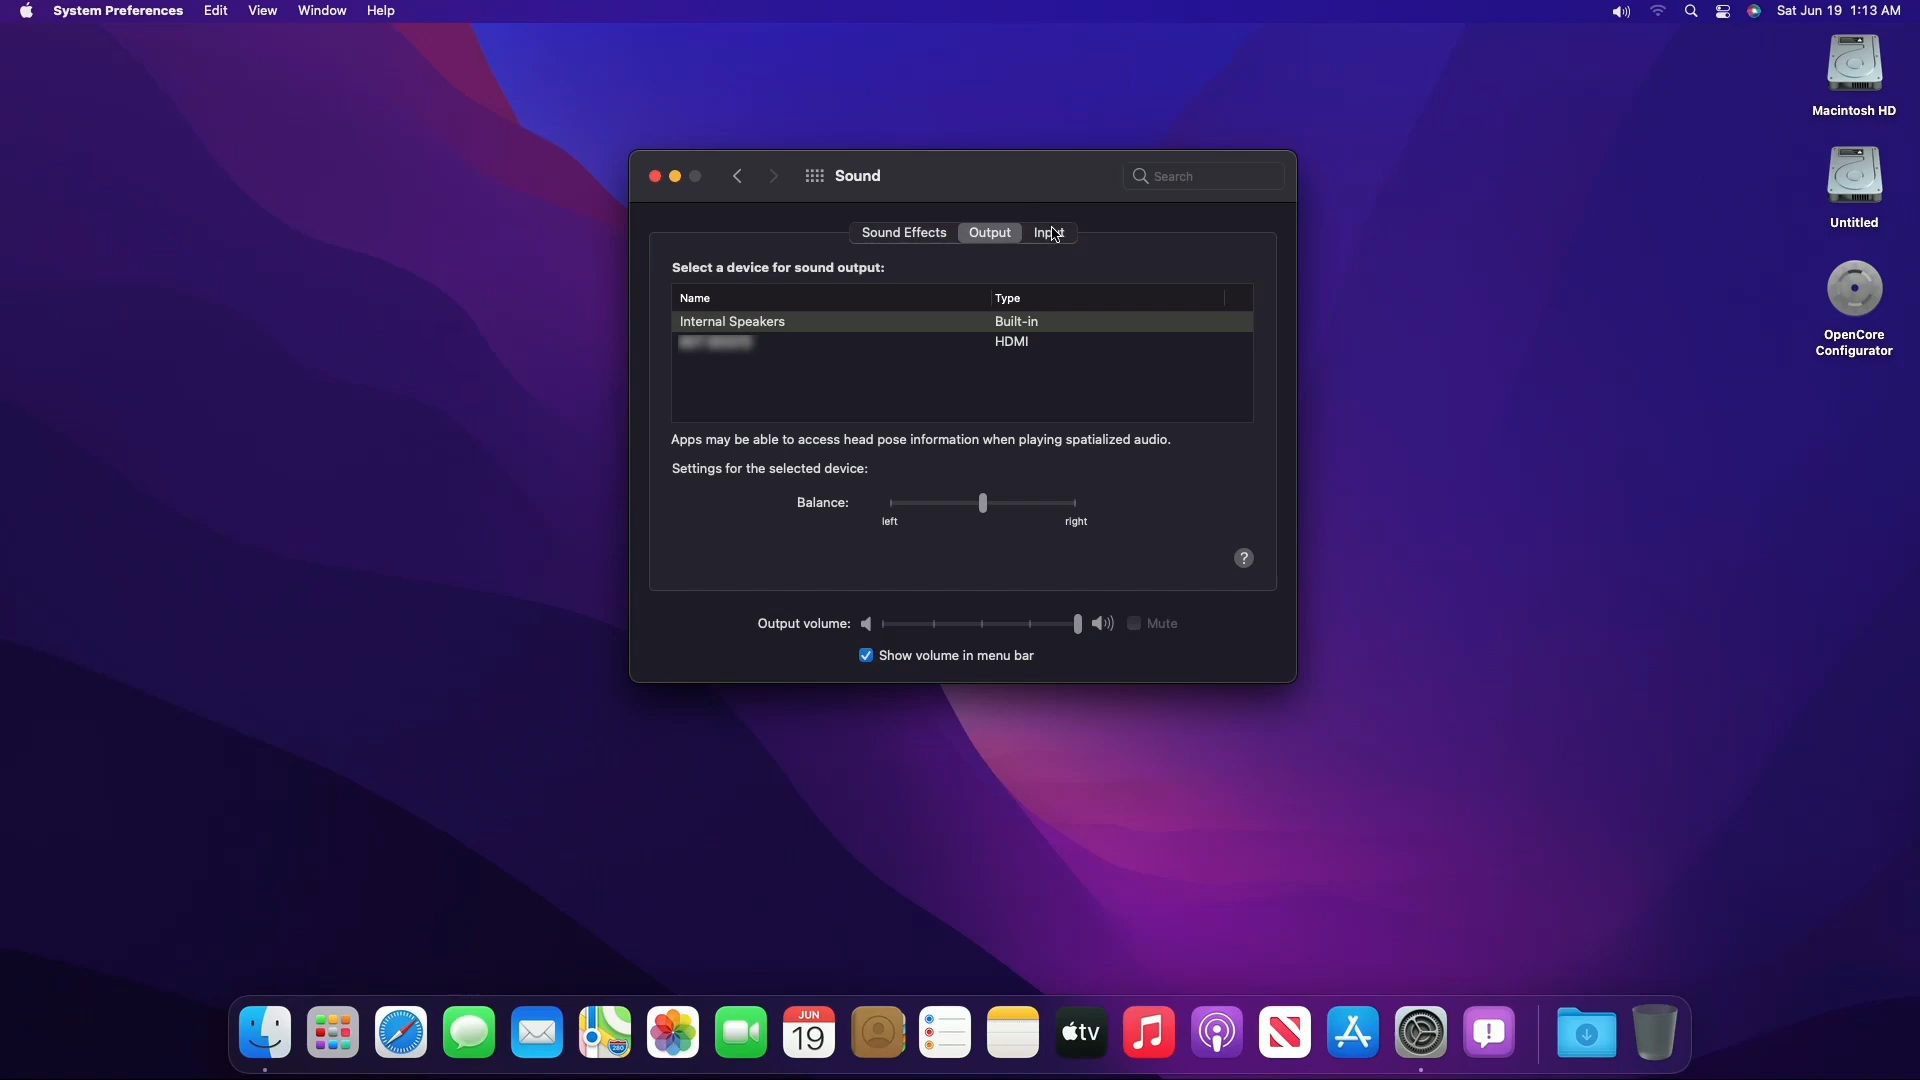 System Preferences Edit View Window Help
Sat Jun 19 1:13 AM
Macintosh HD
Untitled
OpenCore
Configurator
Sound
Search
Sound Effects Output Input
Select a device for sound output:
Name Type
Internal Speakers Built-in
HDMI
Apps may be able to access head pose information when playing spatialized audio.
Settings for the selected device:
Balance:
left right
?
Output volume: Mute
Show volume in menu bar
JUN
19
280
tv